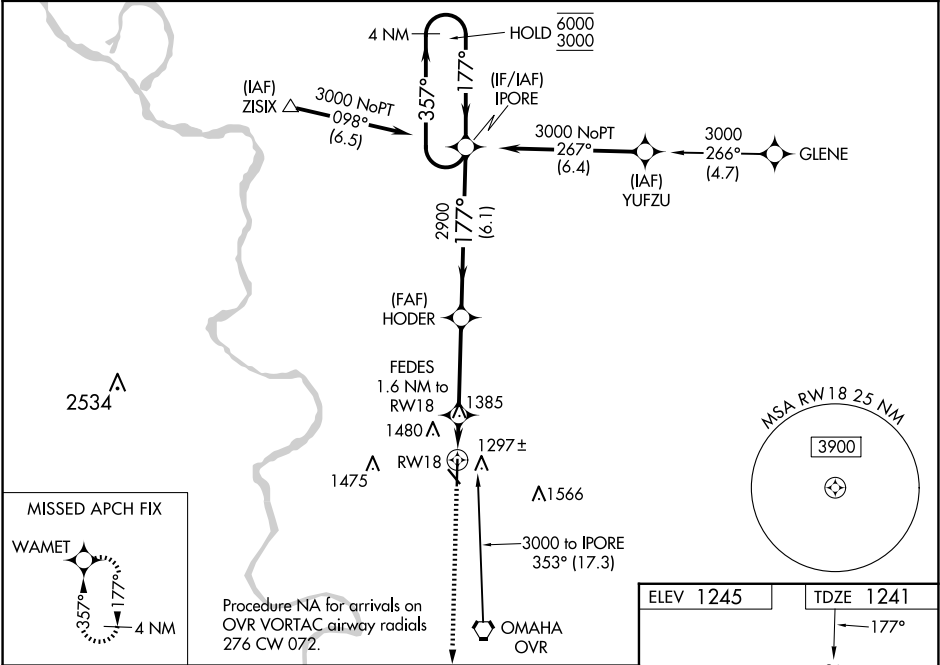 4 NM
HOLD
6000
3000
357°
177°
(IAF)
ZISIX
3000 NoPT
098°
(6.5)
(IF/IAF)
IPORE
3000 NoPT
267°
(6.4)
(IAF)
YUFZU
3000
266°
(4.7)
GLENE
2900
177°
(6.1)
(FAF)
HODER
FEDES
1.6 NM to
RW18
1385
1480
1297±
RW18
1475
1566
2534
MSA RW18 25 NM
3900
MISSED APCH FIX
WAMET
357°
177°
4 NM
3000 to IPORE
353° (17.3)
Procedure NA for arrivals on
OVR VORTAC airway radials
276 CW 072.
OMAHA
OVR
ELEV 1245
TDZE 1241
177°